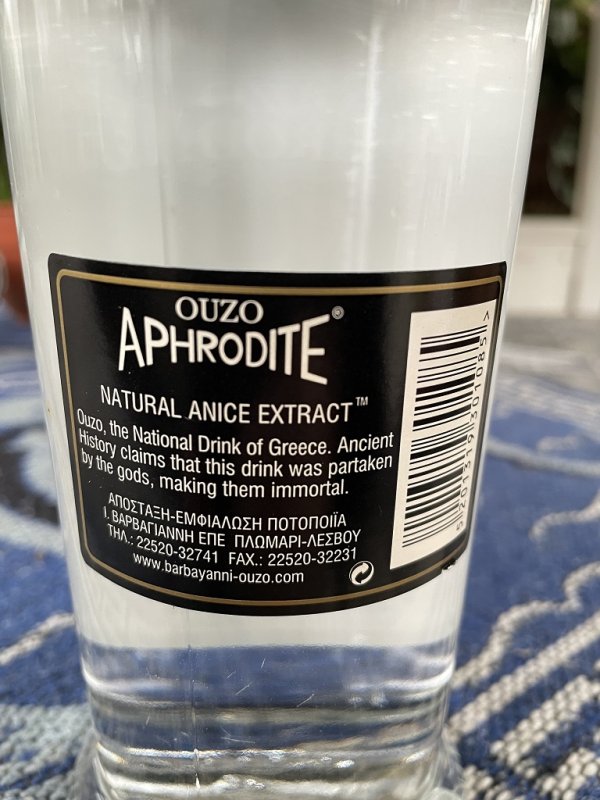 OUZO
APHRODITE®
NATURAL ANICE EXTRACT™
Ouzo, the National Drink of Greece. Ancient
History claims that this drink was partaken
by the gods, making them immortal.
ΑΠΟΣΤΑΞΗ-ΕΜΦΙΑΛΩΣΗ ΠΟΤΟΠΟΙΪΑ
Ι. ΒΑΡΒΑΓΙΑΝΝΗ ΕΠΕ ΠΛΩΜΑΡΙ-ΛΕΣΒΟΥ
ΤΗΛ.: 22520-32741 FAX.: 22520-32231
www.barbayanni-ouzo.com
5201319301085>